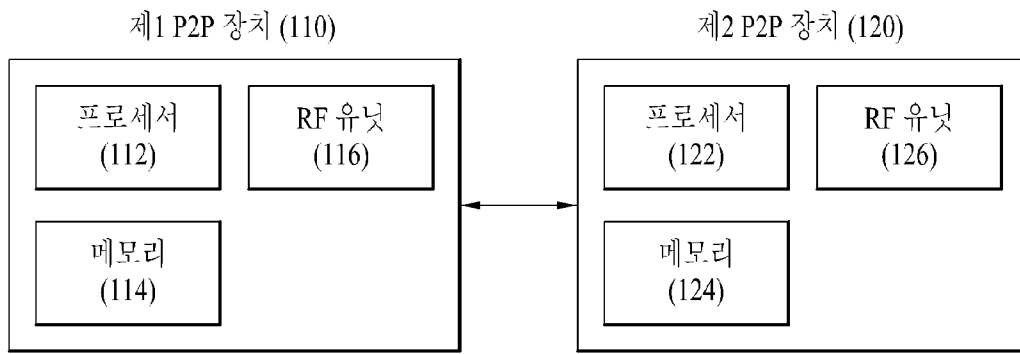 제1 P2P 장치 (110)
프로세서
(112)
RF 유닛
(116)
메모리
(114)
제2 P2P 장치 (120)
프로세서
(122)
RF 유닛
(126)
메모리
(124)